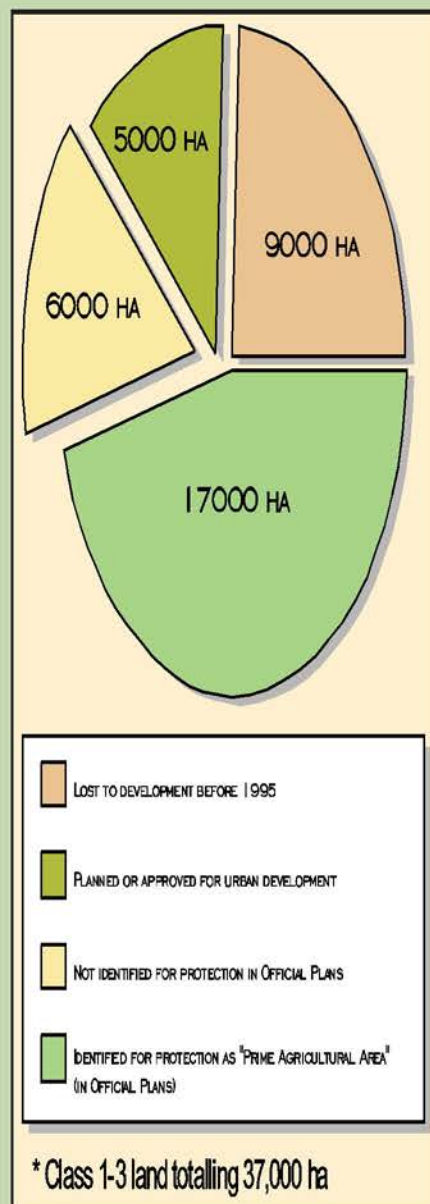 5000 HA
9000 HA
6000 HA
17000 HA
LOST TO DEVELOPMENT BEFORE 1995
PLANNED OR APPROVED FOR URBAN DEVELOPMENT
NOT IDENTIFIED FOR PROTECTION IN OFFICIAL PLANS
IDENTIFIED FOR PROTECTION AS "PRIME AGRICULTURAL AREA"
(IN OFFICIAL PLANS)
* Class 1-3 land totalling 37,000 ha